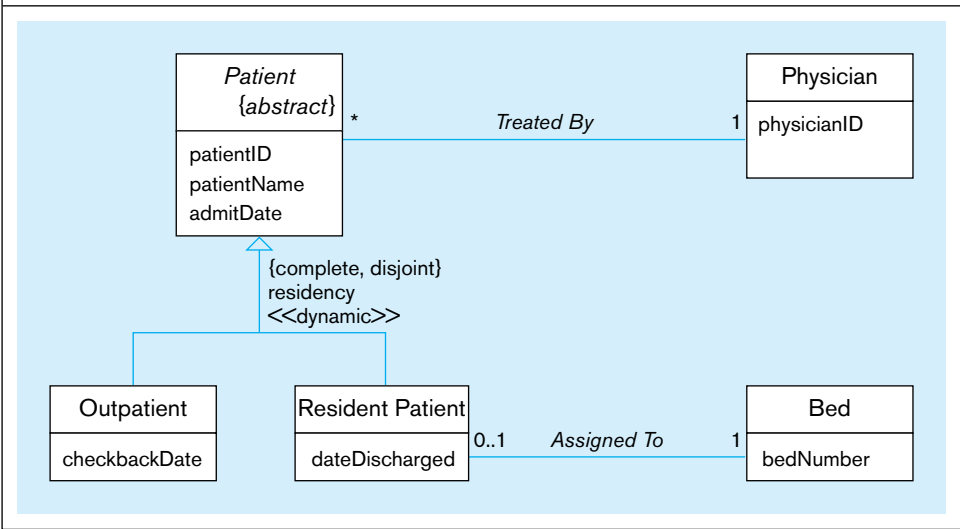 Patient
{abstract}
patientID
patientName
admitDate
*
Treated By
1
Physician
physicianID
{complete, disjoint}
residency
<<dynamic>>
Outpatient
checkbackDate
Resident Patient
dateDischarged
0..1
Assigned To
1
Bed
bedNumber